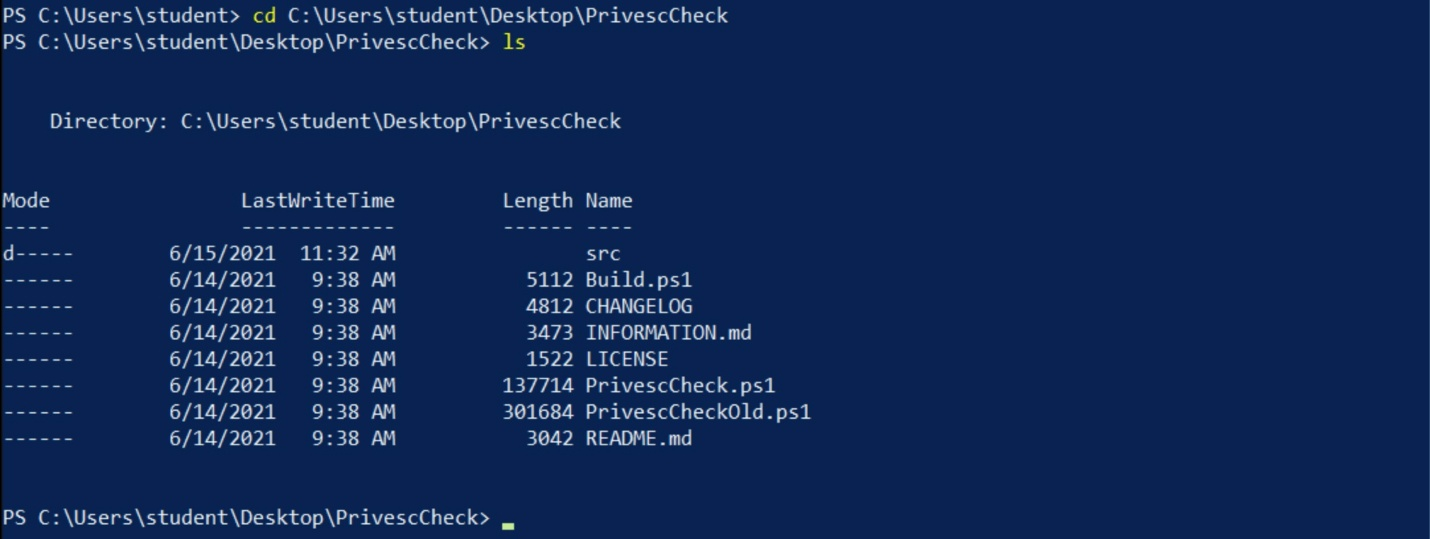 PS C:\Users\student> cd C:\Users\student\Desktop\PrivescCheck
PS C:\Users\student\Desktop\PrivescCheck> ls
    Directory: C:\Users\student\Desktop\PrivescCheck
Mode                LastWriteTime         Length Name
----                -------------         ------ ----
d-----        6/15/2021  11:32 AM                src
------        6/14/2021   9:38 AM           5112 Build.ps1
------        6/14/2021   9:38 AM           4812 CHANGELOG
------        6/14/2021   9:38 AM           3473 INFORMATION.md
------        6/14/2021   9:38 AM           1522 LICENSE
------        6/14/2021   9:38 AM         137714 PrivescCheck.ps1
------        6/14/2021   9:38 AM         301684 PrivescCheckOld.ps1
------        6/14/2021   9:38 AM           3042 README.md
PS C:\Users\student\Desktop\PrivescCheck>